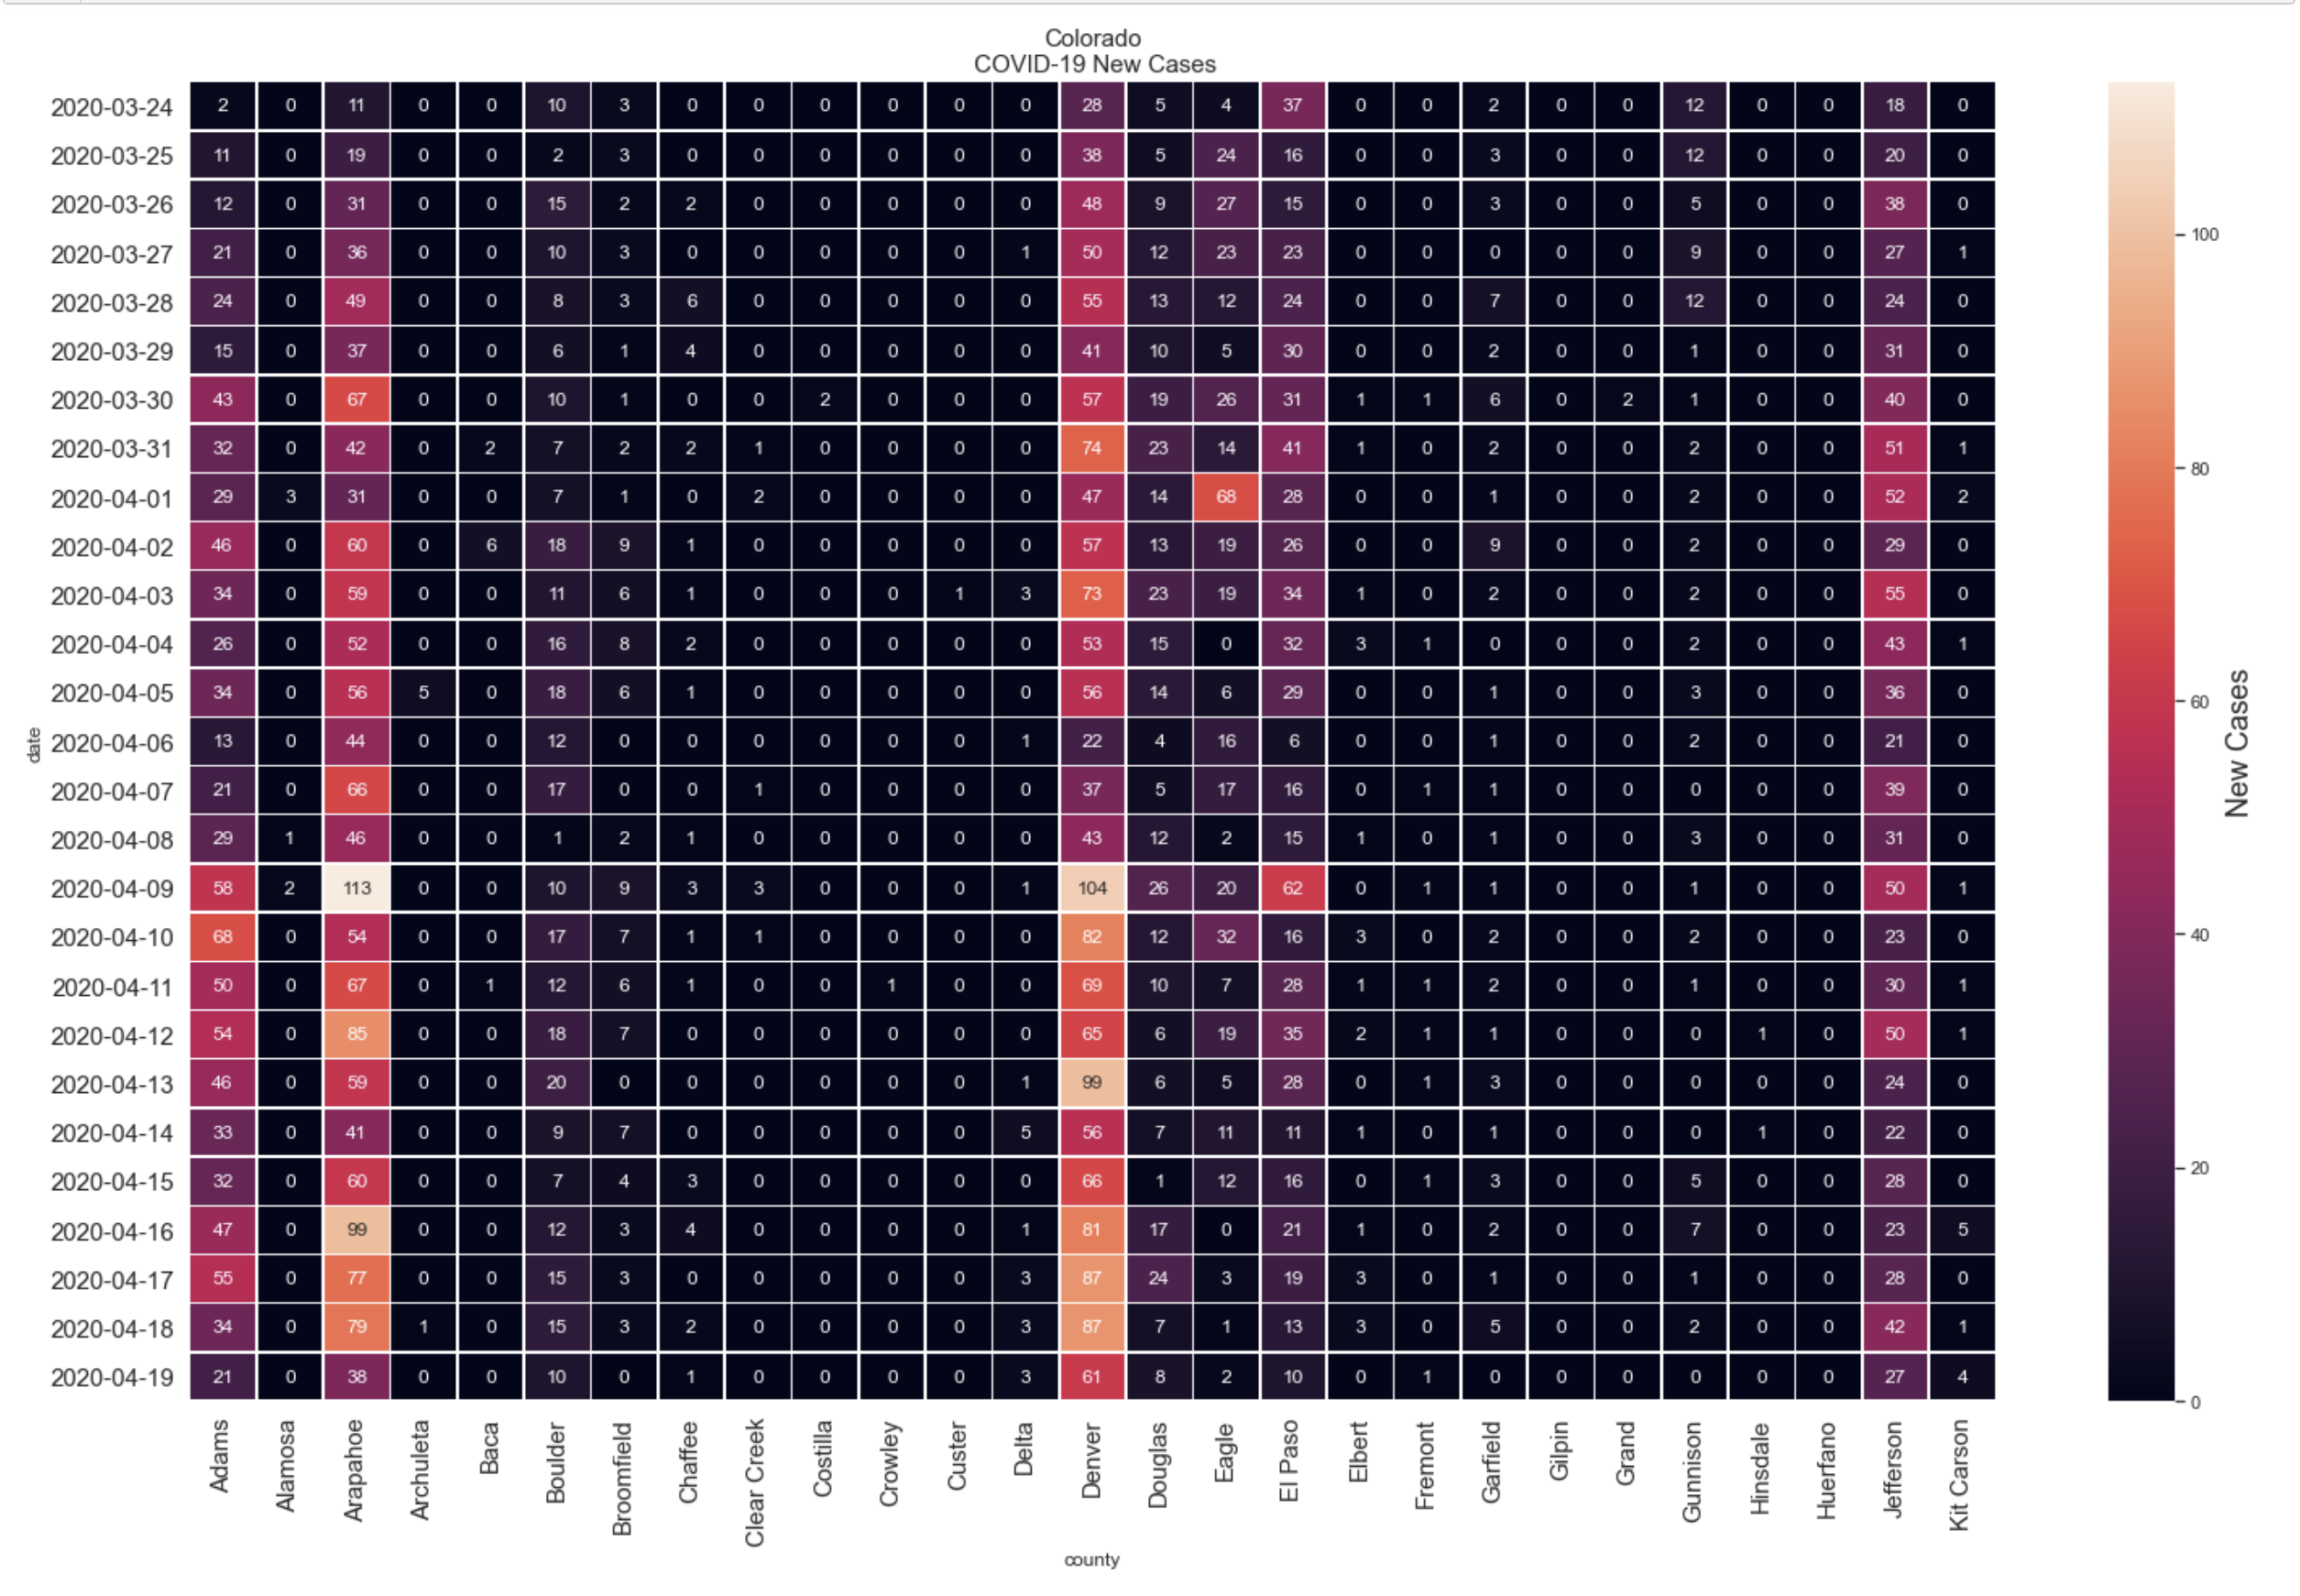 Colorado
COVID-19 New Cases
2020-03-24 2 0 11 0 0 10 3 0 0 0 0 0 0 28 5 4 37 0 0 2 0 0 12 0 0 18 0
2020-03-25 11 0 19 0 0 2 3 0 0 0 0 0 0 38 5 24 16 0 0 3 0 0 12 0 0 20 0
2020-03-26 12 0 31 0 0 15 2 2 0 0 0 0 0 48 9 27 15 0 0 3 0 0 5 0 0 38 0
2020-03-27 21 0 36 0 0 10 3 0 0 0 0 0 1 50 12 23 23 0 0 0 0 0 9 0 0 27 1
2020-03-28 24 0 49 0 0 8 3 6 0 0 0 0 0 55 13 12 24 0 0 7 0 0 12 0 0 24 0
2020-03-29 15 0 37 0 0 6 1 4 0 0 0 0 0 41 10 5 30 0 0 2 0 0 1 0 0 31 0
2020-03-30 43 0 67 0 0 10 1 0 0 2 0 0 0 57 19 26 31 1 1 6 0 2 1 0 0 40 0
2020-03-31 32 0 42 0 2 7 2 2 1 0 0 0 0 74 23 14 41 1 0 2 0 0 2 0 0 51 1
2020-04-01 29 3 31 0 0 7 1 0 2 0 0 0 0 47 14 68 28 0 0 1 0 0 2 0 0 52 2
2020-04-02 46 0 60 0 6 18 9 1 0 0 0 0 0 57 13 19 26 0 0 9 0 0 2 0 0 29 0
2020-04-03 34 0 59 0 0 11 6 1 0 0 0 1 3 73 23 19 34 1 0 2 0 0 2 0 0 55 0
2020-04-04 26 0 52 0 0 16 8 2 0 0 0 0 0 53 15 0 32 3 1 0 0 0 2 0 0 43 1
2020-04-05 34 0 56 5 0 18 6 1 0 0 0 0 0 56 14 6 29 0 0 1 0 0 3 0 0 36 0
2020-04-06 13 0 44 0 0 12 0 0 0 0 0 0 1 22 4 16 6 0 0 1 0 0 2 0 0 21 0
2020-04-07 21 0 66 0 0 17 0 0 1 0 0 0 0 37 5 17 16 0 1 1 0 0 0 0 0 39 0
2020-04-08 29 1 46 0 0 1 2 1 0 0 0 0 0 43 12 2 15 1 0 1 0 0 3 0 0 31 0
2020-04-09 58 2 113 0 0 10 9 3 3 0 0 0 1 104 26 20 62 0 1 1 0 0 1 0 0 50 1
2020-04-10 68 0 54 0 0 17 7 1 1 0 0 0 0 82 12 32 16 3 0 2 0 0 2 0 0 23 0
2020-04-11 50 0 67 0 1 12 6 1 0 0 1 0 0 69 10 7 28 1 1 2 0 0 1 0 0 30 1
2020-04-12 54 0 85 0 0 18 7 0 0 0 0 0 0 65 6 19 35 2 1 1 0 0 0 1 0 50 1
2020-04-13 46 0 59 0 0 20 0 0 0 0 0 0 1 99 6 5 28 0 1 3 0 0 0 0 0 24 0
2020-04-14 33 0 41 0 0 9 7 0 0 0 0 0 5 56 7 11 11 1 0 1 0 0 0 1 0 22 0
2020-04-15 32 0 60 0 0 7 4 3 0 0 0 0 0 66 1 12 16 0 1 3 0 0 5 0 0 28 0
2020-04-16 47 0 99 0 0 12 3 4 0 0 0 0 1 81 17 0 21 1 0 2 0 0 7 0 0 23 5
2020-04-17 55 0 77 0 0 15 3 0 0 0 0 0 3 87 24 3 19 3 0 1 0 0 1 0 0 28 0
2020-04-18 34 0 79 1 0 15 3 2 0 0 0 0 3 87 7 1 13 3 0 5 0 0 2 0 0 42 1
2020-04-19 21 0 38 0 0 10 0 1 0 0 0 0 3 61 8 2 10 0 1 0 0 0 0 0 0 27 4
date
Adams
Alamosa
Arapahoe
Archuleta
Baca
Boulder
Broomfield
Chaffee
Clear Creek
Costilla
Crowley
Custer
Delta
Denver
Douglas
Eagle
El Paso
Elbert
Fremont
Garfield
Gilpin
Grand
Gunnison
Hinsdale
Huerfano
Jefferson
Kit Carson
county
100
80
60
40
20
0
New Cases